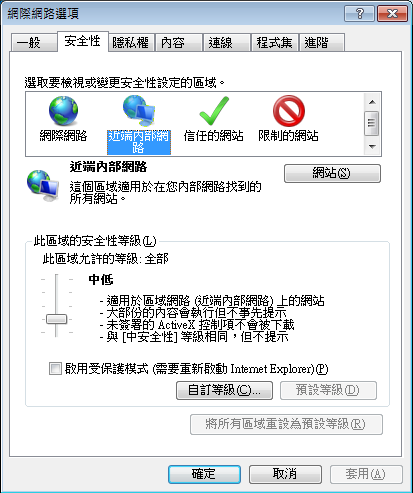 網際網路選項
一般 安全性 隱私權 內容 連線 程式集 進階
選取要檢視或變更安全性設定的區域。
網際網路 近端內部網路 信任的網站 限制的網站
近端內部網路
這個區域適用於在您內部網路找到的
所有網站。
網站(S)
此區域的安全性等級(L)
此區域允許的等級: 全部
中低
- 適用於區域網路 (近端內部網路) 上的網站
- 大部份的內容會執行但不事先提示
- 未簽署的 ActiveX 控制項不會被下載
- 與 [中安全性] 等級相同，但不提示
啟用受保護模式 (需要重新啟動 Internet Explorer)(P)
自訂等級(C)... 預設等級(D)
將所有區域重設為預設等級(R)
確定 取消 套用(A)